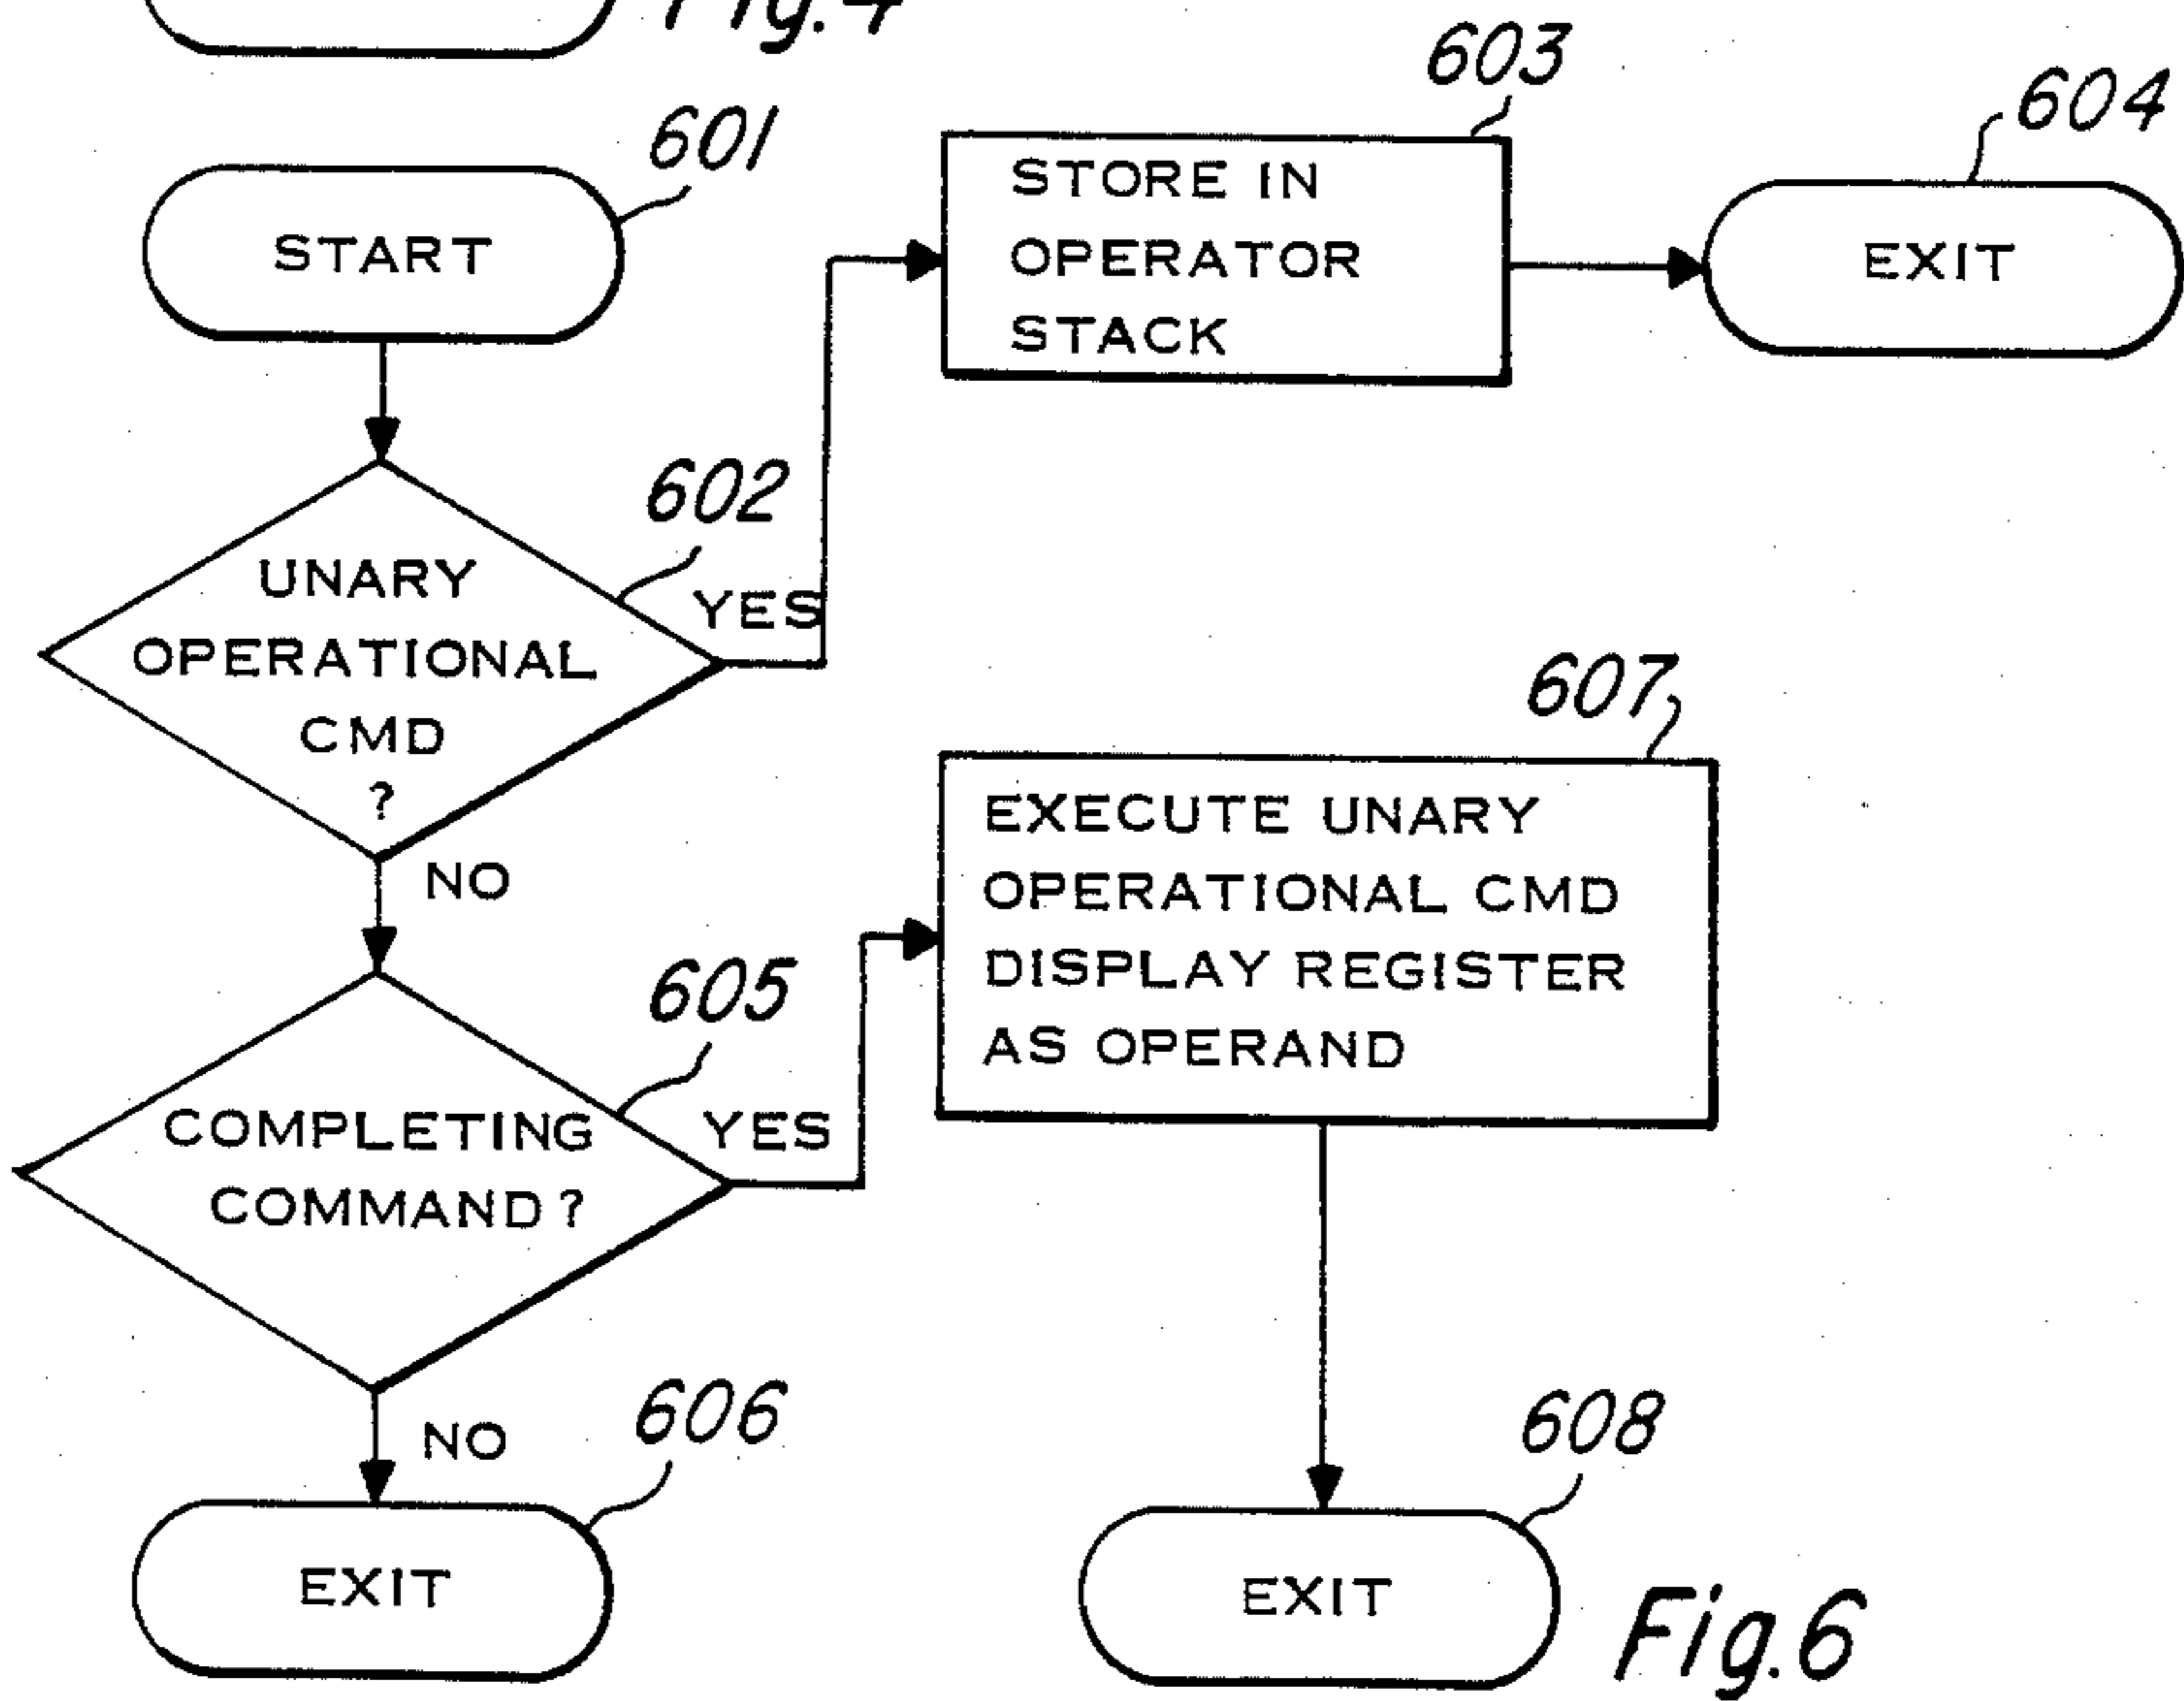 Fig.4
601
START
602
UNARY
OPERATIONAL
CMD
?
YES
603
STORE IN
OPERATOR
STACK
604
EXIT
NO
605
COMPLETING
COMMAND?
YES
607
EXECUTE UNARY
OPERATIONAL CMD
DISPLAY REGISTER
AS OPERAND
NO
606
EXIT
608
EXIT
Fig.6